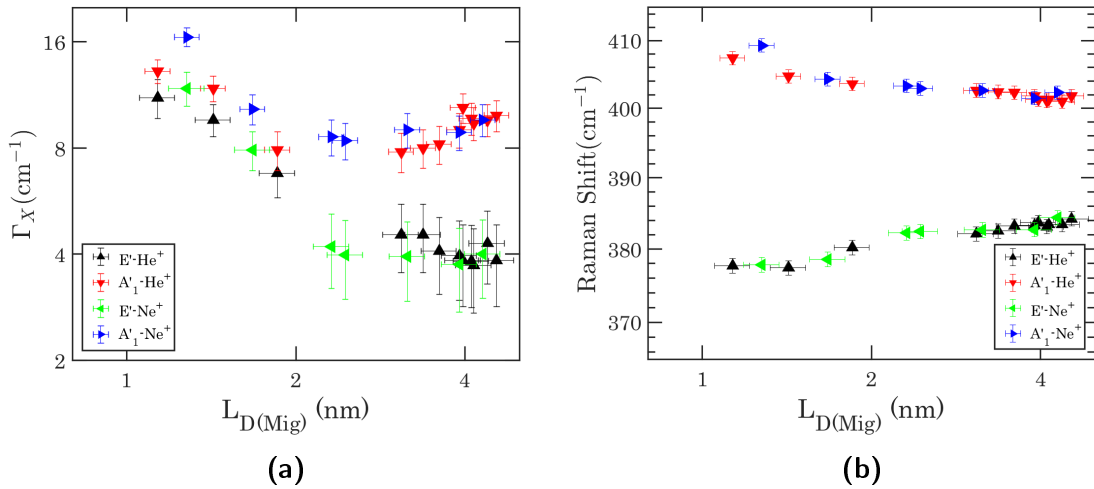 16
8
4
2
Γ_X (cm⁻¹)
E'-He⁺
A'₁-He⁺
E'-Ne⁺
A'₁-Ne⁺
1 2 4
L_D(Mig) (nm)
(a)
410
400
390
380
370
Raman Shift(cm⁻¹)
E'-He⁺
A'₁-He⁺
E'-Ne⁺
A'₁-Ne⁺
1 2 4
L_D(Mig) (nm)
(b)